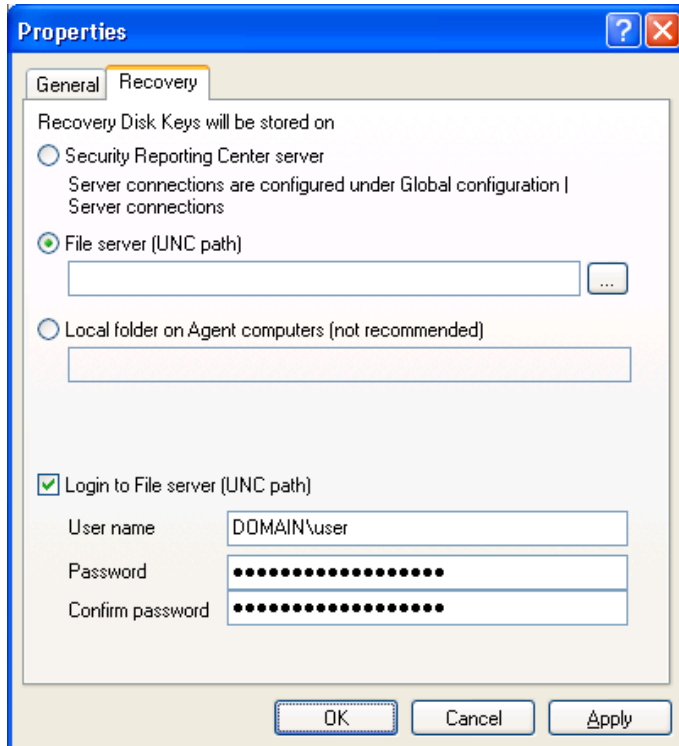 Properties
General
Recovery
Recovery Disk Keys will be stored on
Security Reporting Center server
Server connections are configured under Global configuration |
Server connections
File server (UNC path)
...
Local folder on Agent computers (not recommended)
Login to File server (UNC path)
User name
DOMAIN\user
Password
●●●●●●●●●●●●●●●●●●
Confirm password
●●●●●●●●●●●●●●●●●●
OK
Cancel
Apply